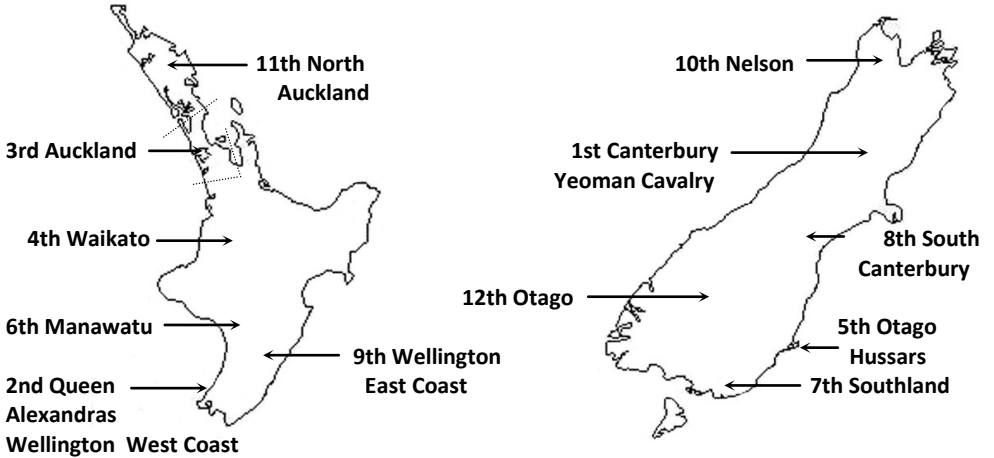 11th North
Auckland
3rd Auckland
4th Waikato
6th Manawatu
9th Wellington
East Coast
2nd Queen
Alexandras
Wellington West Coast
10th Nelson
1st Canterbury
Yeoman Cavalry
8th South
Canterbury
12th Otago
5th Otago
Hussars
7th Southland